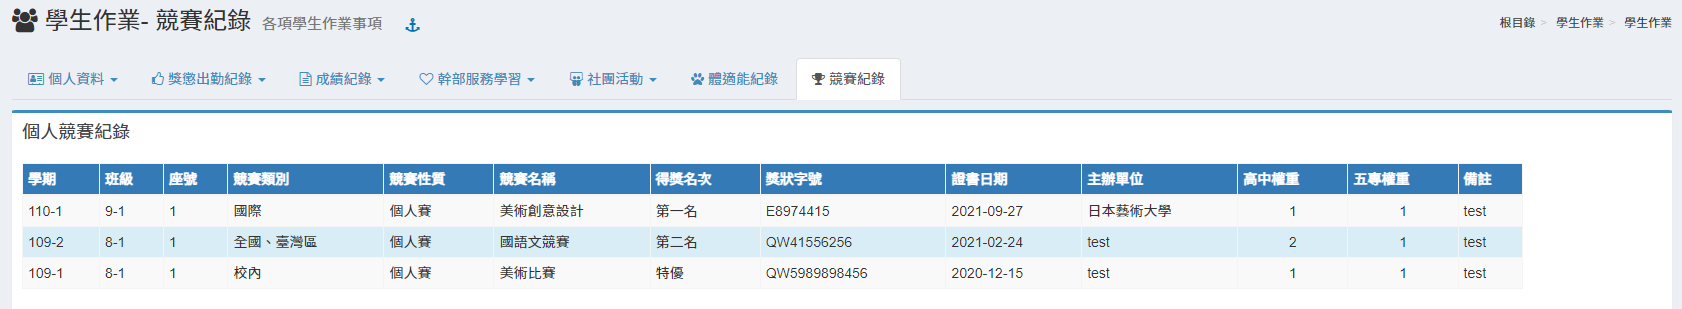 學生作業- 競賽紀錄 各項學生作業事項
根目錄 > 學生作業 > 學生作業
個人資料 獎懲出勤紀錄 成績紀錄 幹部服務學習 社團活動 體適能紀錄 競賽紀錄
個人競賽紀錄
學期 班級 座號 競賽類別 競賽性質 競賽名稱 得獎名次 獎狀字號 證書日期 主辦單位 高中權重 五專權重 備註
110-1 9-1 1 國際 個人賽 美術創意設計 第一名 E8974415 2021-09-27 日本藝術大學 1 1 test
109-2 8-1 1 全國、臺灣區 個人賽 國語文競賽 第二名 QW41556256 2021-02-24 test 2 1 test
109-1 8-1 1 校內 個人賽 美術比賽 特優 QW5989898456 2020-12-15 test 1 1 test